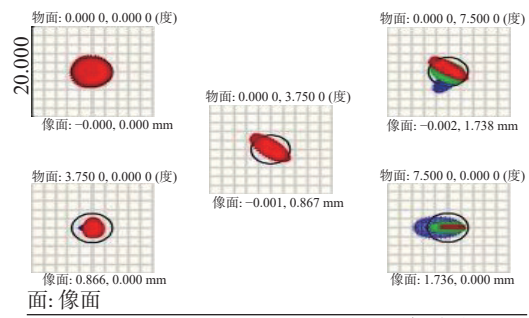 物面: 0.000 0, 0.000 0 (度)
20.000
像面: −0.000, 0.000 mm
物面: 0.000 0, 7.500 0 (度)
像面: −0.002, 1.738 mm
物面: 0.000 0, 3.750 0 (度)
像面: −0.001, 0.867 mm
物面: 3.750 0, 0.000 0 (度)
像面: 0.866, 0.000 mm
物面: 7.500 0, 0.000 0 (度)
像面: 1.736, 0.000 mm
面: 像面